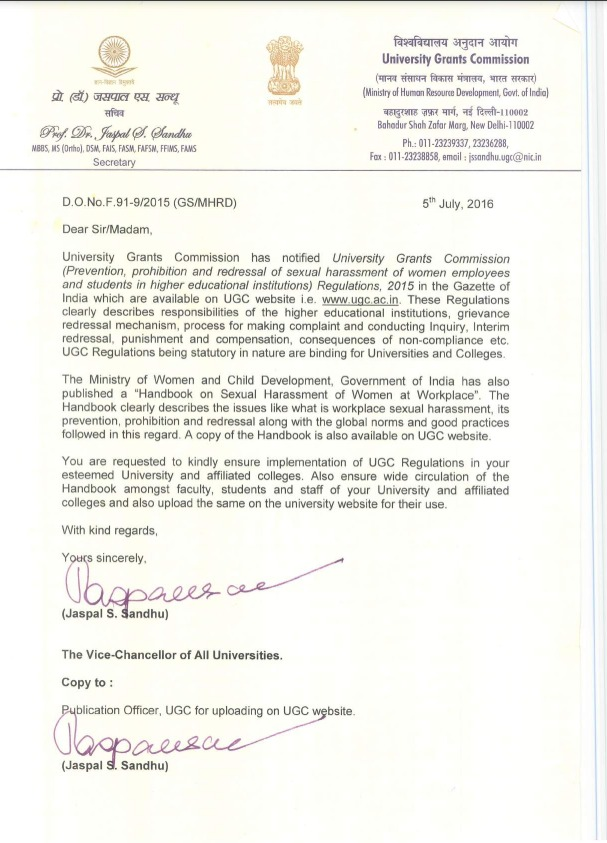 ज्ञान-विज्ञान विमुक्तये
प्रो. (डॉ.) जसपाल एस. सन्धू
सचिव
Prof. Dr. Jaspal S. Sandhu
MBBS, MS (Ortho), DSM, FAIS, FASM, FAFSM, FFIMS, FAMS
Secretary
सत्यमेव जयते
विश्वविद्यालय अनुदान आयोग
University Grants Commission
(मानव संसाधन विकास मंत्रालय, भारत सरकार)
(Ministry of Human Resource Development, Govt. of India)
बहादुरशाह ज़फ़र मार्ग, नई दिल्ली-110002
Bahadur Shah Zafar Marg, New Delhi-110002
Ph.: 011-23239337, 23236288,
Fax : 011-23238858, email : jssandhu.ugc@nic.in
D.O.No.F.91-9/2015 (GS/MHRD) 5th July, 2016
Dear Sir/Madam,
University Grants Commission has notified University Grants Commission
(Prevention, prohibition and redressal of sexual harassment of women employees
and students in higher educational institutions) Regulations, 2015 in the Gazette of
India which are available on UGC website i.e. www.ugc.ac.in. These Regulations
clearly describes responsibilities of the higher educational institutions, grievance
redressal mechanism, process for making complaint and conducting Inquiry, Interim
redressal, punishment and compensation, consequences of non-compliance etc.
UGC Regulations being statutory in nature are binding for Universities and Colleges.
The Ministry of Women and Child Development, Government of India has also
published a “Handbook on Sexual Harassment of Women at Workplace”. The
Handbook clearly describes the issues like what is workplace sexual harassment, its
prevention, prohibition and redressal along with the global norms and good practices
followed in this regard. A copy of the Handbook is also available on UGC website.
You are requested to kindly ensure implementation of UGC Regulations in your
esteemed University and affiliated colleges. Also ensure wide circulation of the
Handbook amongst faculty, students and staff of your University and affiliated
colleges and also upload the same on the university website for their use.
With kind regards,
Yours sincerely,
(Jaspal S. Sandhu)
The Vice-Chancellor of All Universities.
Copy to :
Publication Officer, UGC for uploading on UGC website.
(Jaspal S. Sandhu)